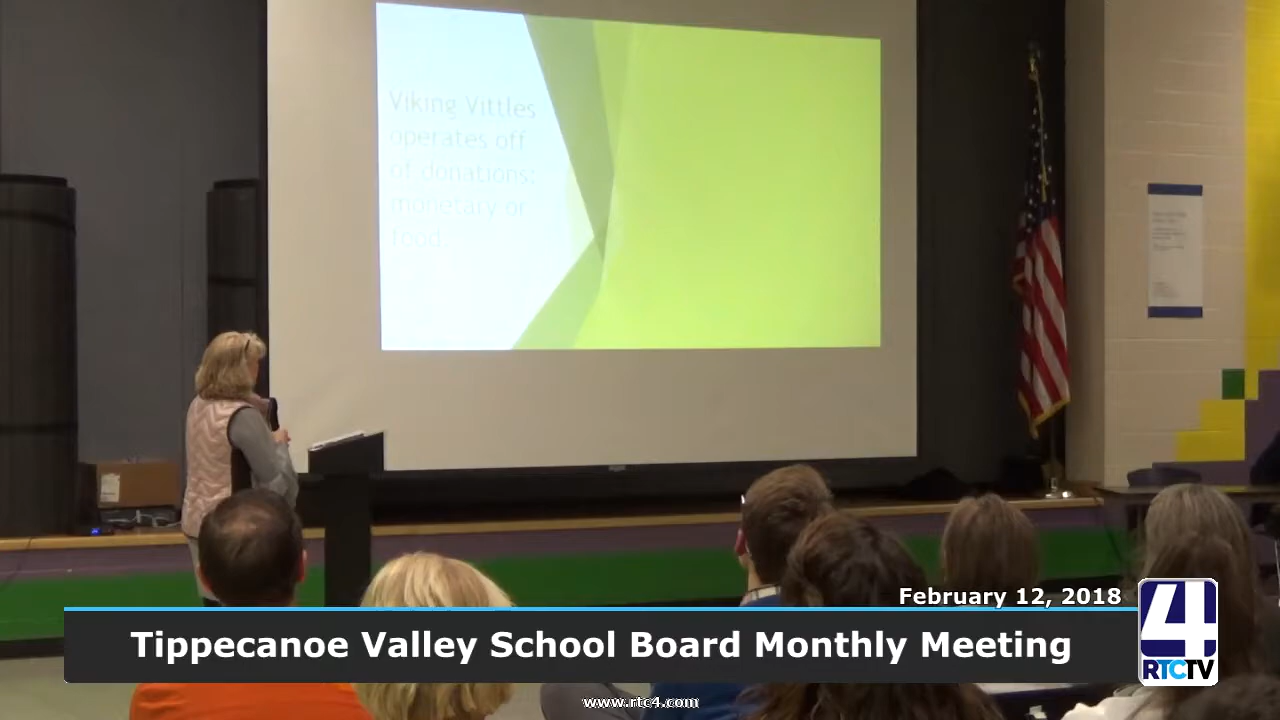 Viking Vittles
operates off
of donations:
monetary or
food.
February 12, 2018
Tippecanoe Valley School Board Monthly Meeting
4
RTCTV
www.rtc4.com